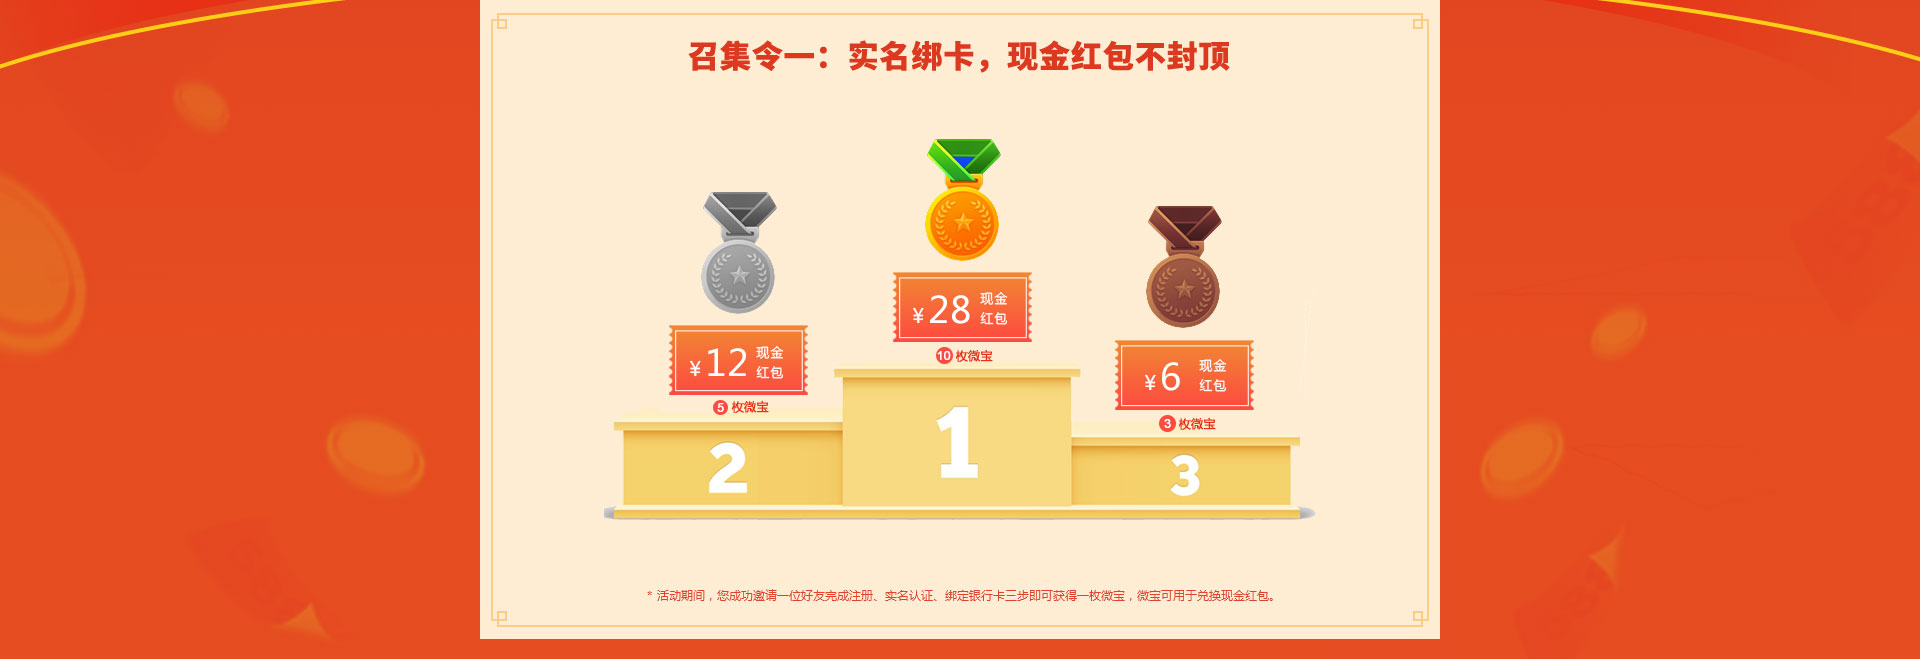 召集令一：实名绑卡，现金红包不封顶
¥28 现金
红包
10 枚微宝
¥12 现金
红包
5 枚微宝
¥6 现金
红包
3 枚微宝
1
2
3
* 活动期间，您成功邀请一位好友完成注册、实名认证、绑定银行卡三步即可获得一枚微宝，微宝可用于兑换现金红包。